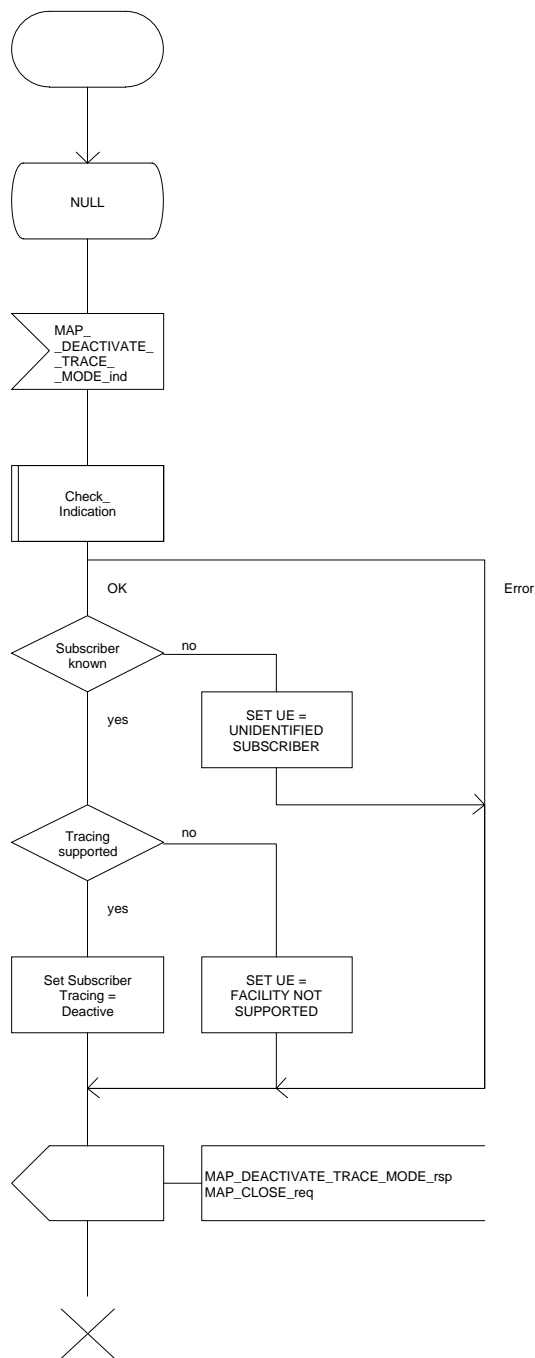 NULL
MAP_
_DEACTIVATE_
_TRACE_
_MODE_ind
Check_
Indication
OK
Error
Subscriber
known
no
yes
SET UE =
UNIDENTIFIED
SUBSCRIBER
Tracing
supported
no
yes
Set Subscriber
Tracing =
Deactive
SET UE =
FACILITY NOT
SUPPORTED
MAP_DEACTIVATE_TRACE_MODE_rsp
MAP_CLOSE_req